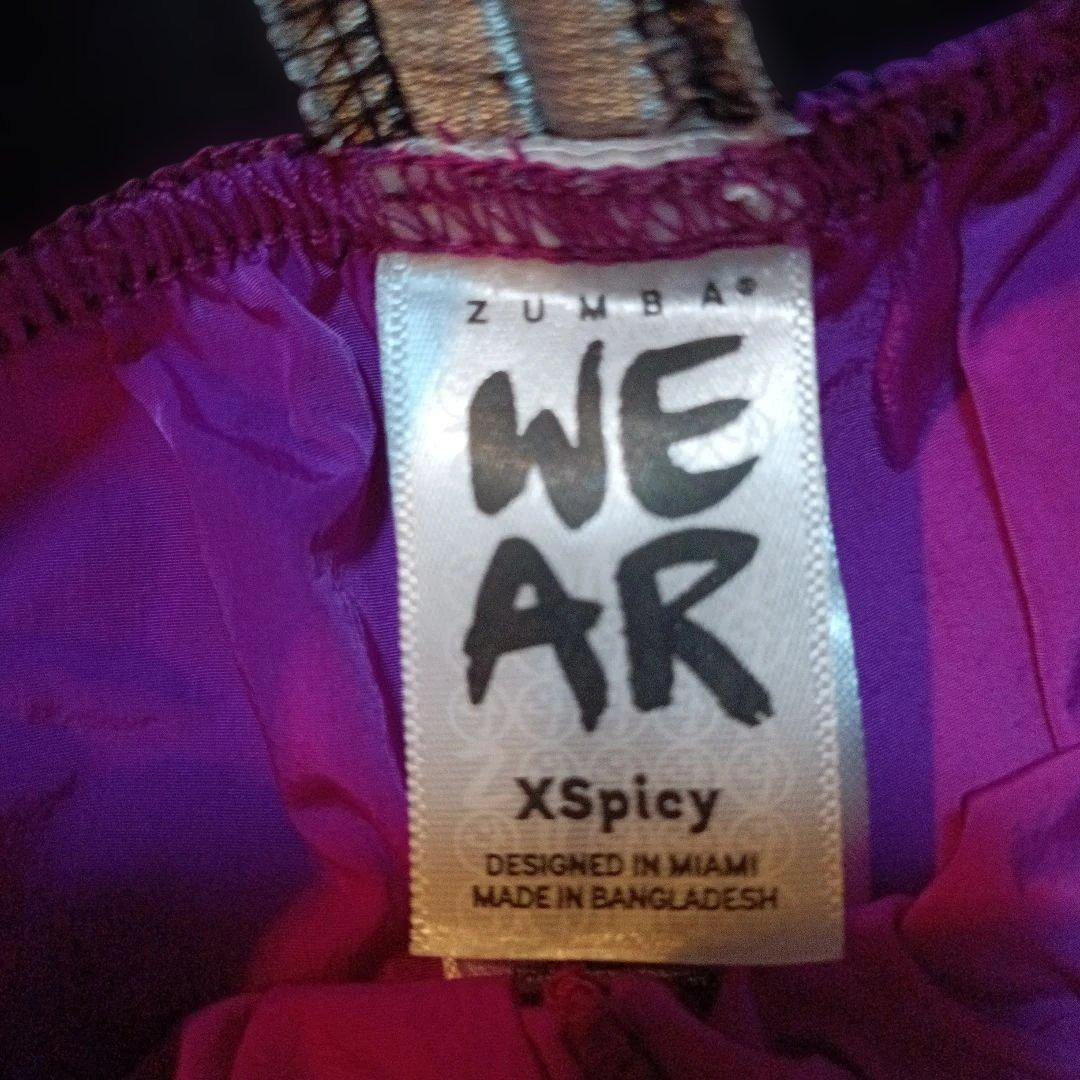 ZUMBA®
WE
AR
XSpicy
DESIGNED IN MIAMI
MADE IN BANGLADESH